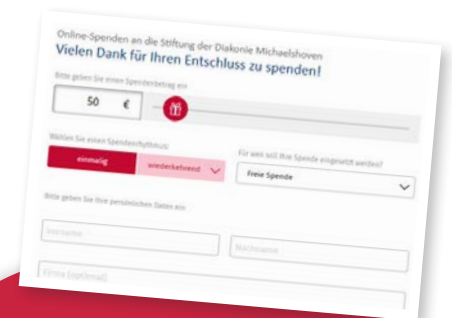 Online-Spenden an die Stiftung der Diakonie Michaelshoven
Vielen Dank für Ihren Entschluss zu spenden!
Bitte geben Sie einen Spendenbetrag ein
50 €
Wählen Sie einen Spendenrhythmus:
einmalig wiederkehrend
Für wen soll Ihre Spende eingesetzt werden?
Freie Spende
Bitte geben Sie Ihre persönlichen Daten ein
Vorname
Nachname
Firma (optional)